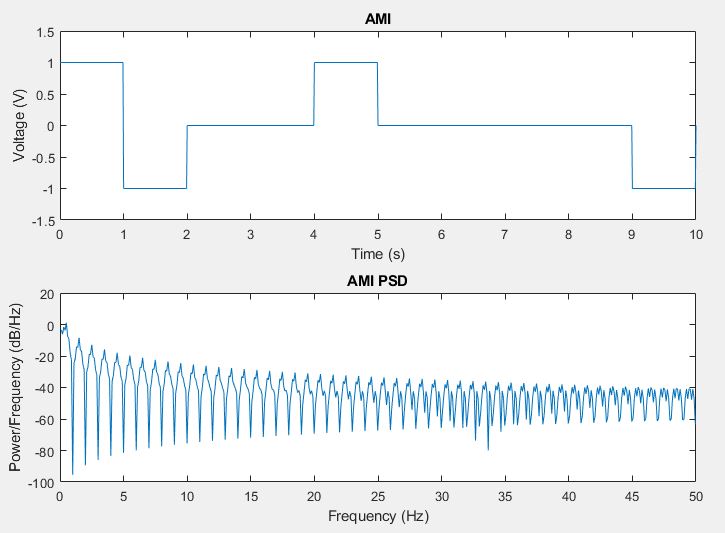 AMI
1.5
1
0.5
0
-0.5
-1
-1.5
Voltage (V)
0 1 2 3 4 5 6 7 8 9 10
Time (s)
AMI PSD
20
0
-20
-40
-60
-80
-100
Power/Frequency (dB/Hz)
0 5 10 15 20 25 30 35 40 45 50
Frequency (Hz)